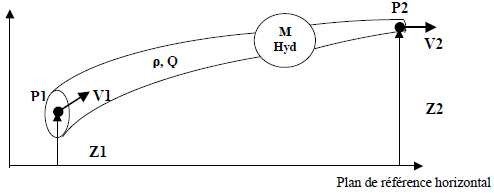 P2
M
Hyd
V2
ρ, Q
P1
V1
Z2
Z1
Plan de référence horizontal